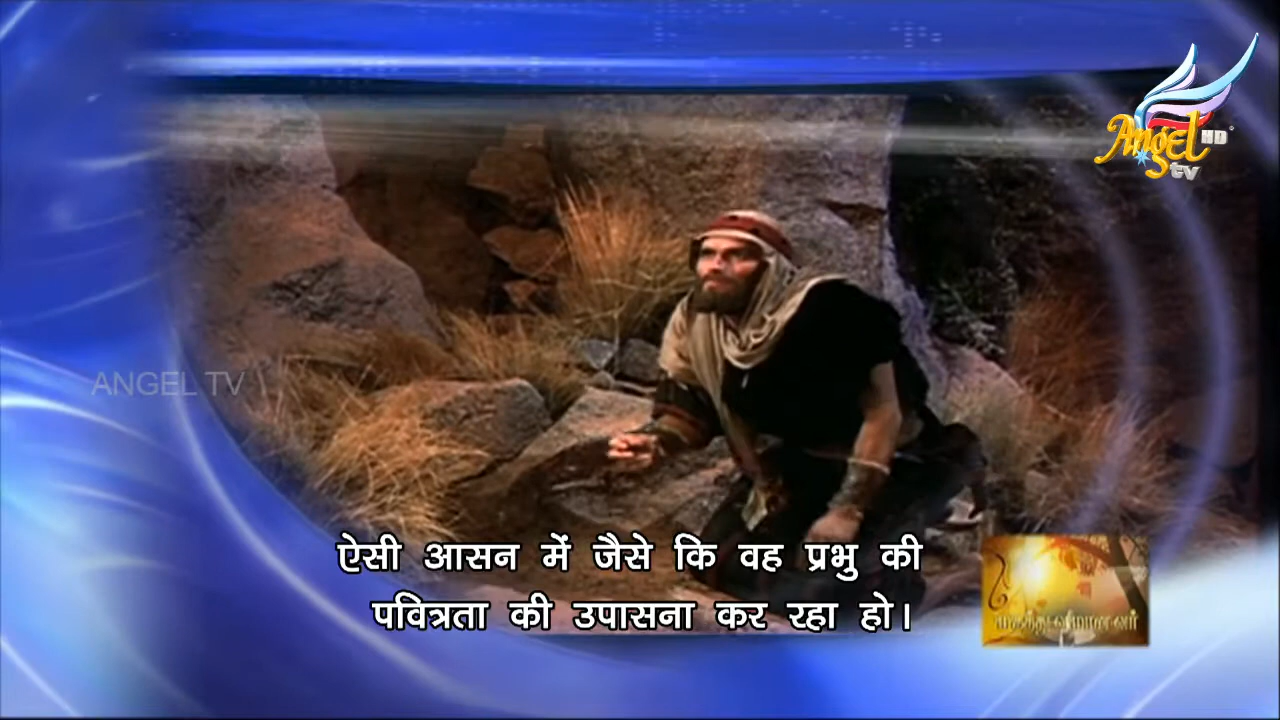 Angel HD
tv
ANGEL TV
ऐसी आसन में जैसे कि वह प्रभु की
पवित्रता की उपासना कर रहा हो।